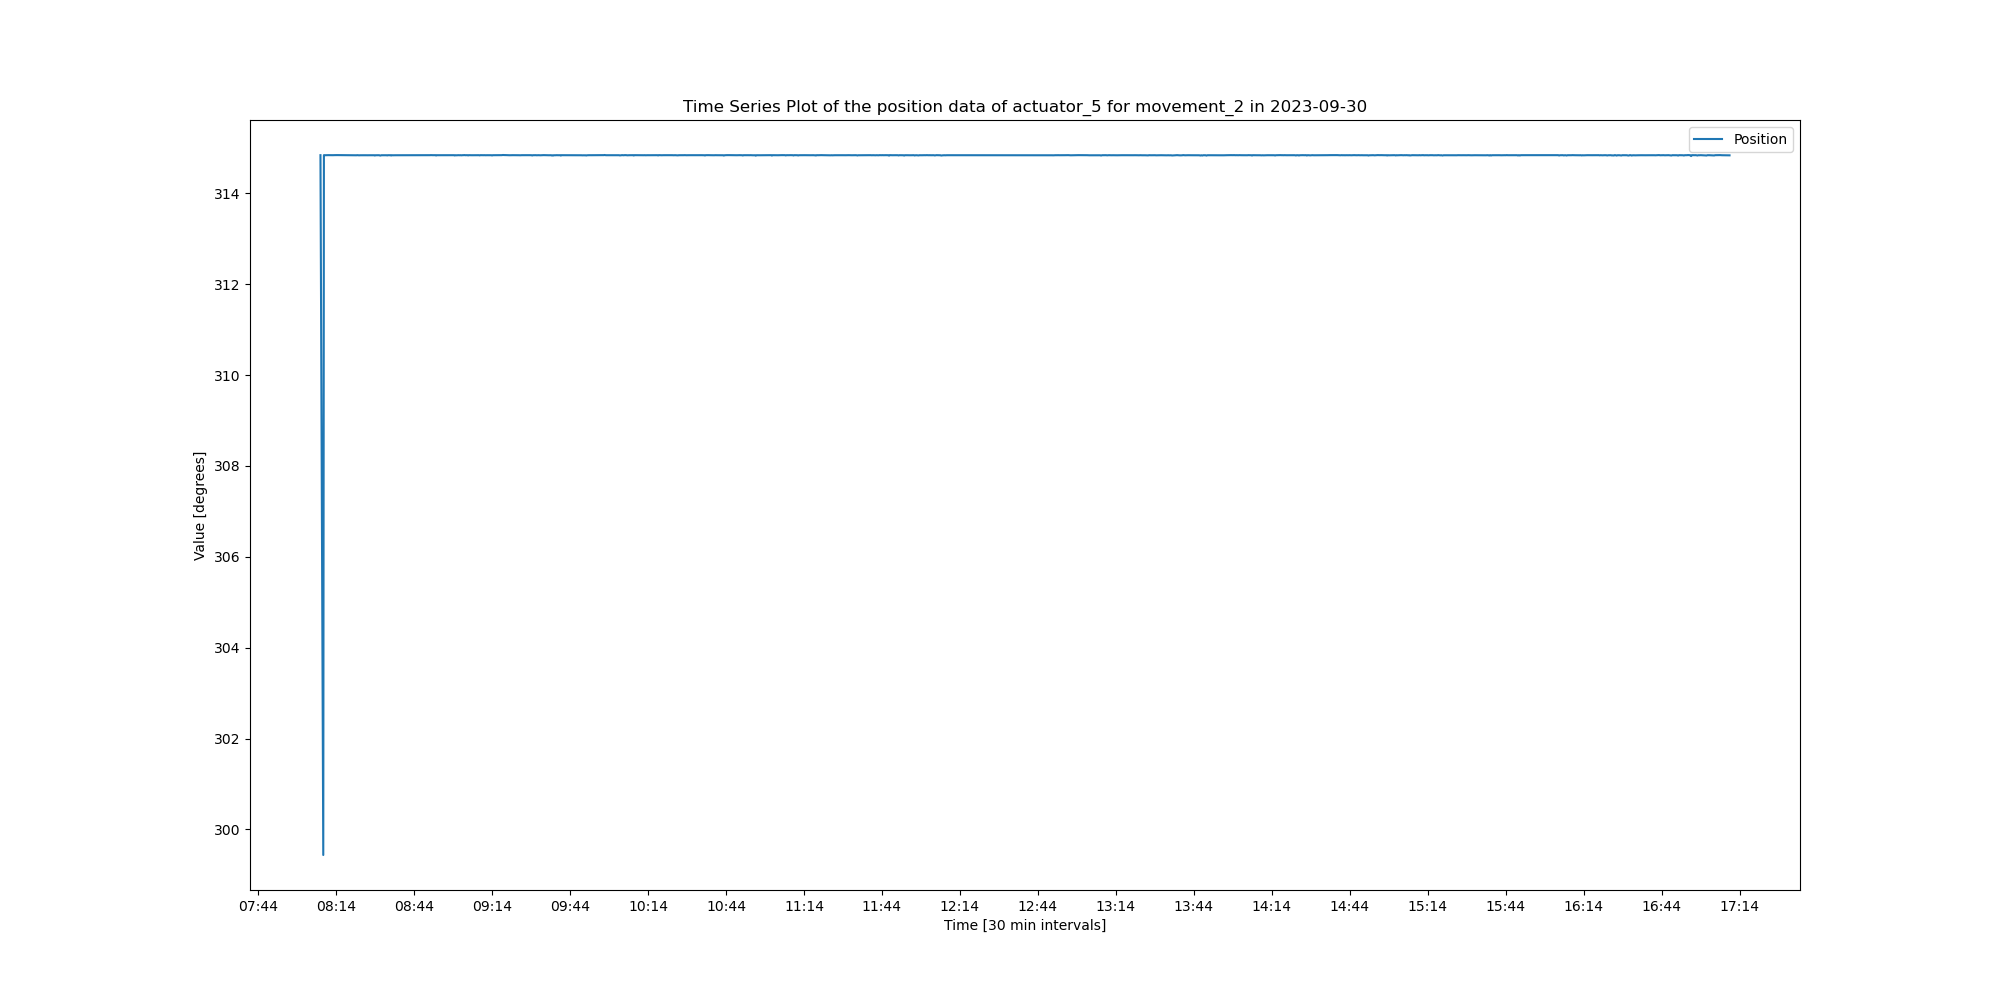 Time Series Plot of the position data of actuator_5 for movement_2 in 2023-09-30
Position
314
312
310
308
306
304
302
300
Value [degrees]
07:44 08:14 08:44 09:14 09:44 10:14 10:44 11:14 11:44 12:14 12:44 13:14 13:44 14:14 14:44 15:14 15:44 16:14 16:44 17:14
Time [30 min intervals]